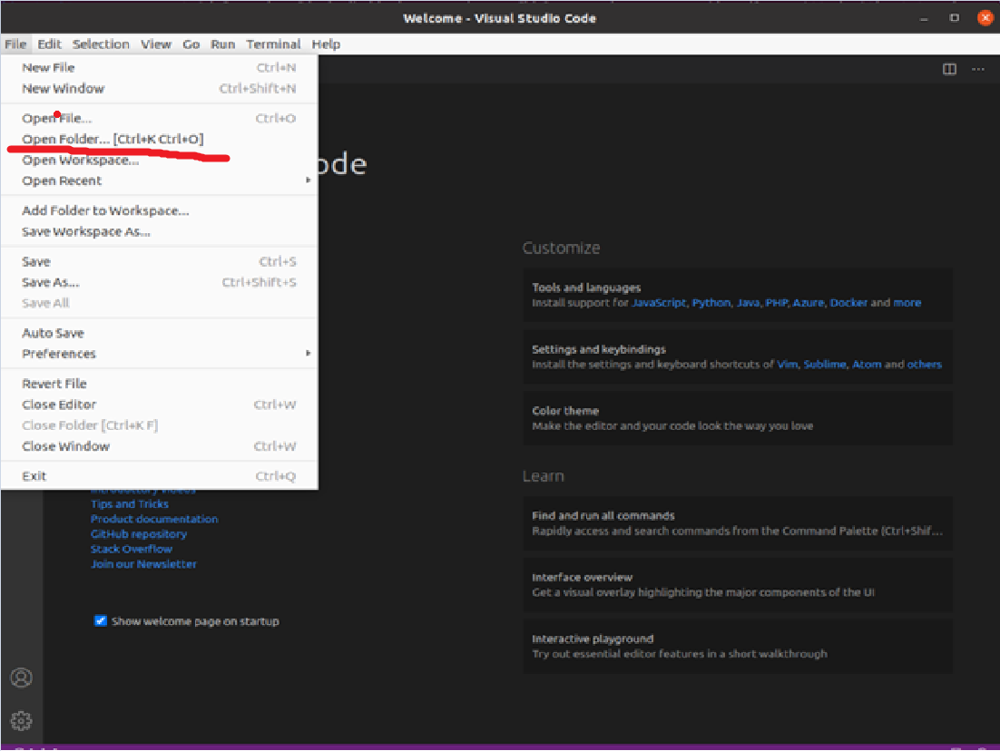 Welcome - Visual Studio Code
File Edit Selection View Go Run Terminal Help
New File Ctrl+N
New Window Ctrl+Shift+N
Open File... Ctrl+O
Open Folder... [Ctrl+K Ctrl+O]
Open Workspace...
Open Recent
Add Folder to Workspace...
Save Workspace As...
Save Ctrl+S
Save As... Ctrl+Shift+S
Save All
Auto Save
Preferences
Revert File
Close Editor Ctrl+W
Close Folder [Ctrl+K F]
Close Window Ctrl+W
Exit Ctrl+Q
ode
Introductory videos
Tips and Tricks
Product documentation
GitHub repository
Stack Overflow
Join our Newsletter
Show welcome page on startup
Customize
Tools and languages
Install support for JavaScript, Python, Java, PHP, Azure, Docker and more
Settings and keybindings
Install the settings and keyboard shortcuts of Vim, Sublime, Atom and others
Color theme
Make the editor and your code look the way you love
Learn
Find and run all commands
Rapidly access and search commands from the Command Palette (Ctrl+Shif...
Interface overview
Get a visual overlay highlighting the major components of the UI
Interactive playground
Try out essential editor features in a short walkthrough